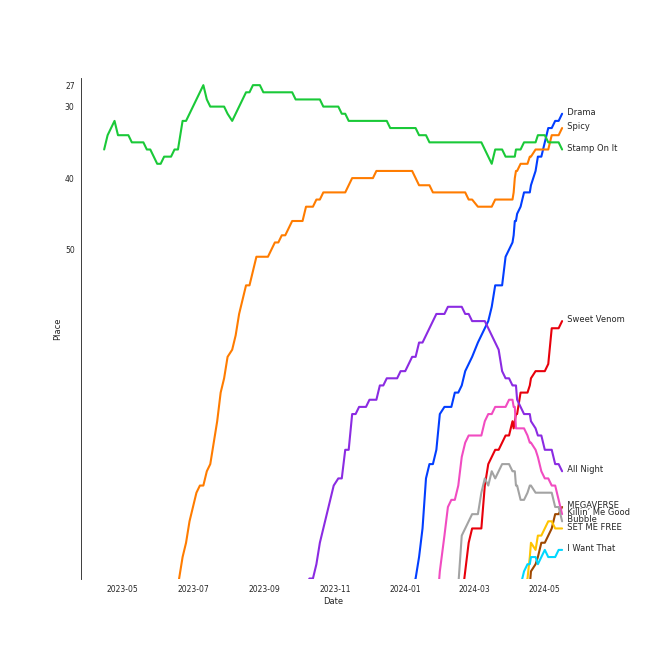 27
30
40
50
Place
Drama
Spicy
Stamp On It
Sweet Venom
All Night
MEGAVERSE
Killin' Me Good
Bubble
SET ME FREE
I Want That
2023-05
2023-07
2023-09
2023-11
2024-01
2024-03
2024-05
Date